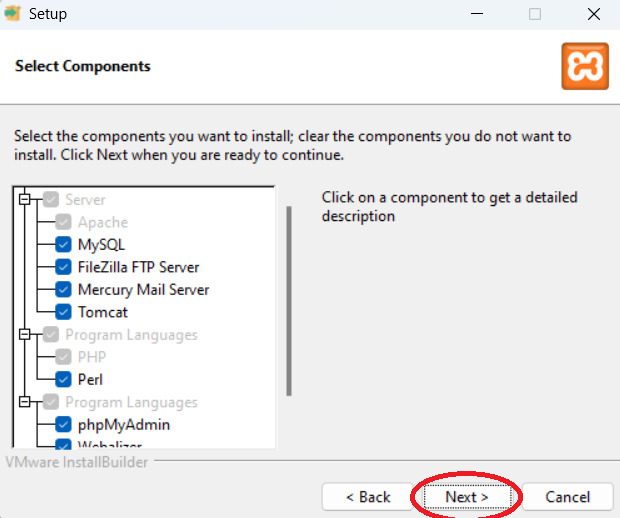 Setup
Select Components
Select the components you want to install; clear the components you do not want to
install. Click Next when you are ready to continue.
Server
Apache
MySQL
FileZilla FTP Server
Mercury Mail Server
Tomcat
Program Languages
PHP
Perl
Program Languages
phpMyAdmin
Webalizer
Click on a component to get a detailed
description
VMware InstallBuilder
< Back
Next >
Cancel